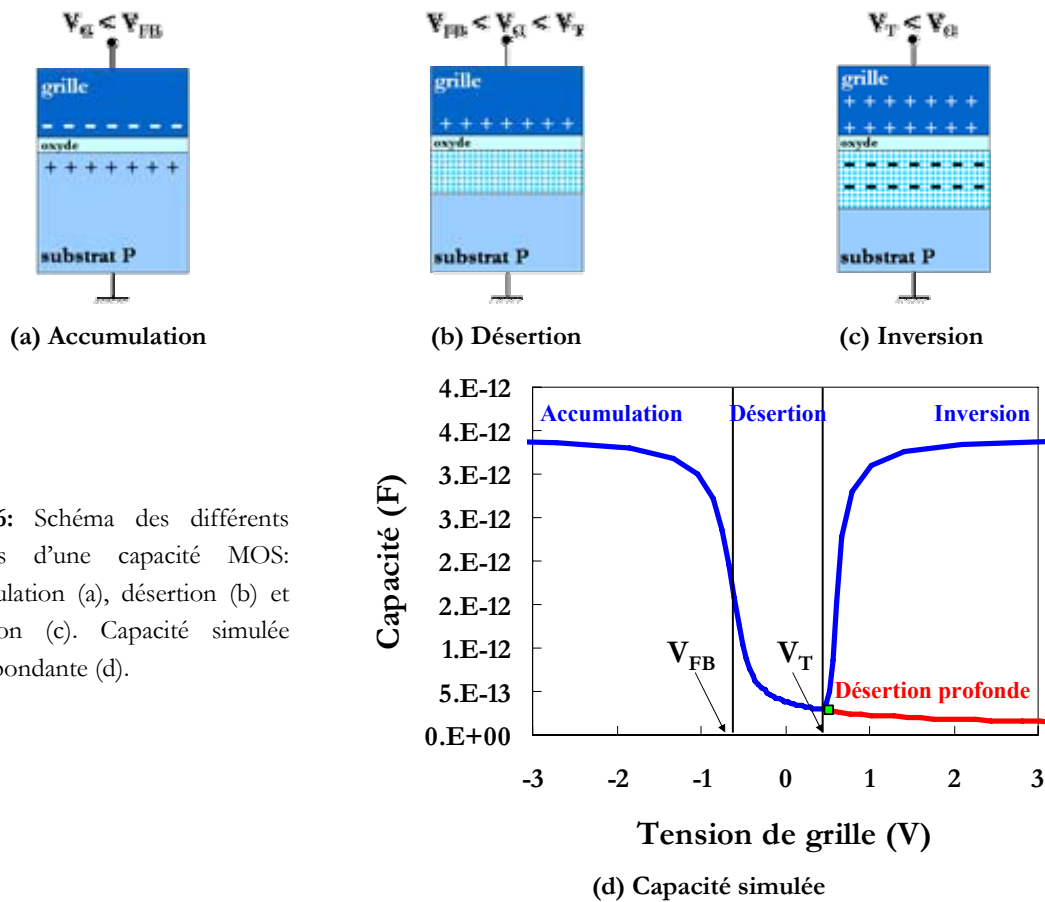 V_G < V_FB
V_FB < V_G < V_T
V_T < V_G
grille
oxyde
substrat P
grille
oxyde
substrat P
grille
oxyde
substrat P
(a) Accumulation
(b) Désertion
(c) Inversion
6: Schéma des différents
s d'une capacité MOS:
ulation (a), désertion (b) et
on (c). Capacité simulée
pondante (d).
Capacité (F)
4.E-12
4.E-12
3.E-12
3.E-12
2.E-12
2.E-12
1.E-12
5.E-13
0.E+00
Accumulation
Désertion
Inversion
V_FB
V_T
Désertion profonde
-3 -2 -1 0 1 2 3
Tension de grille (V)
(d) Capacité simulée